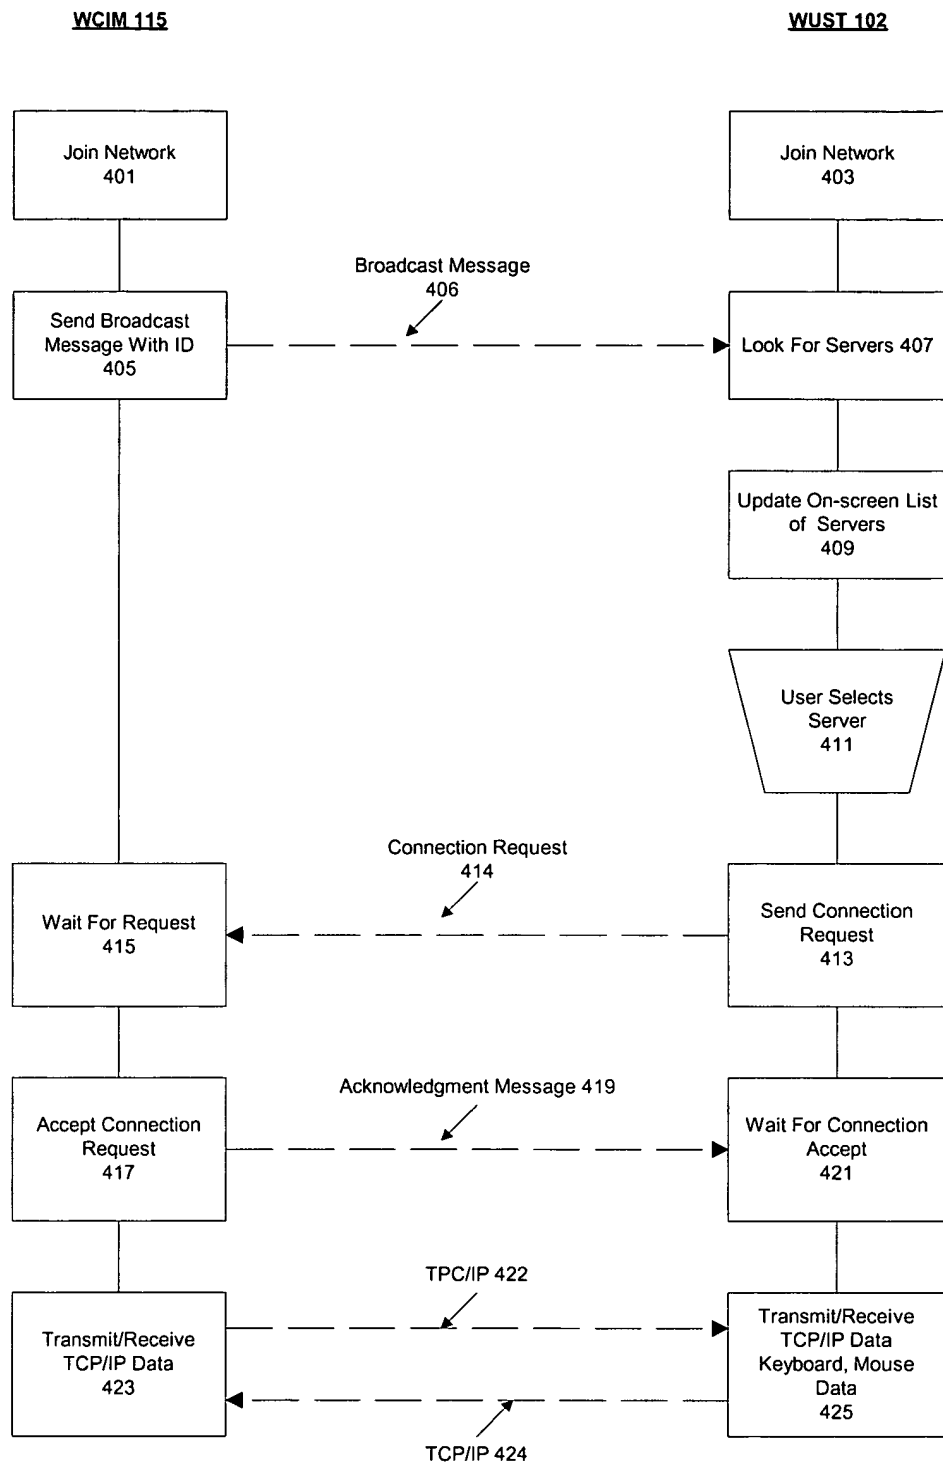 WCIM 115
WUST 102
Join Network
401
Join Network
403
Broadcast Message
406
Send Broadcast
Message With ID
405
Look For Servers 407
Update On-screen List
of Servers
409
User Selects
Server
411
Connection Request
414
Wait For Request
415
Send Connection
Request
413
Acknowledgment Message 419
Accept Connection
Request
417
Wait For Connection
Accept
421
TPC/IP 422
Transmit/Receive
TCP/IP Data
423
Transmit/Receive
TCP/IP Data
Keyboard, Mouse
Data
425
TCP/IP 424